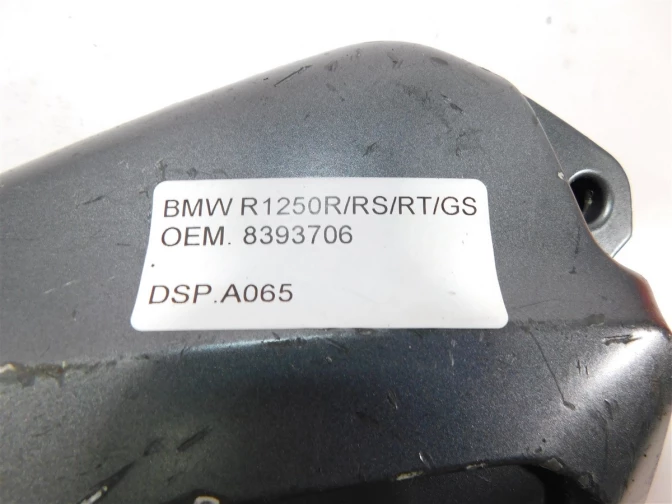 BMW R1250R/RS/RT/GS
OEM. 8393706
.
DSP.A065